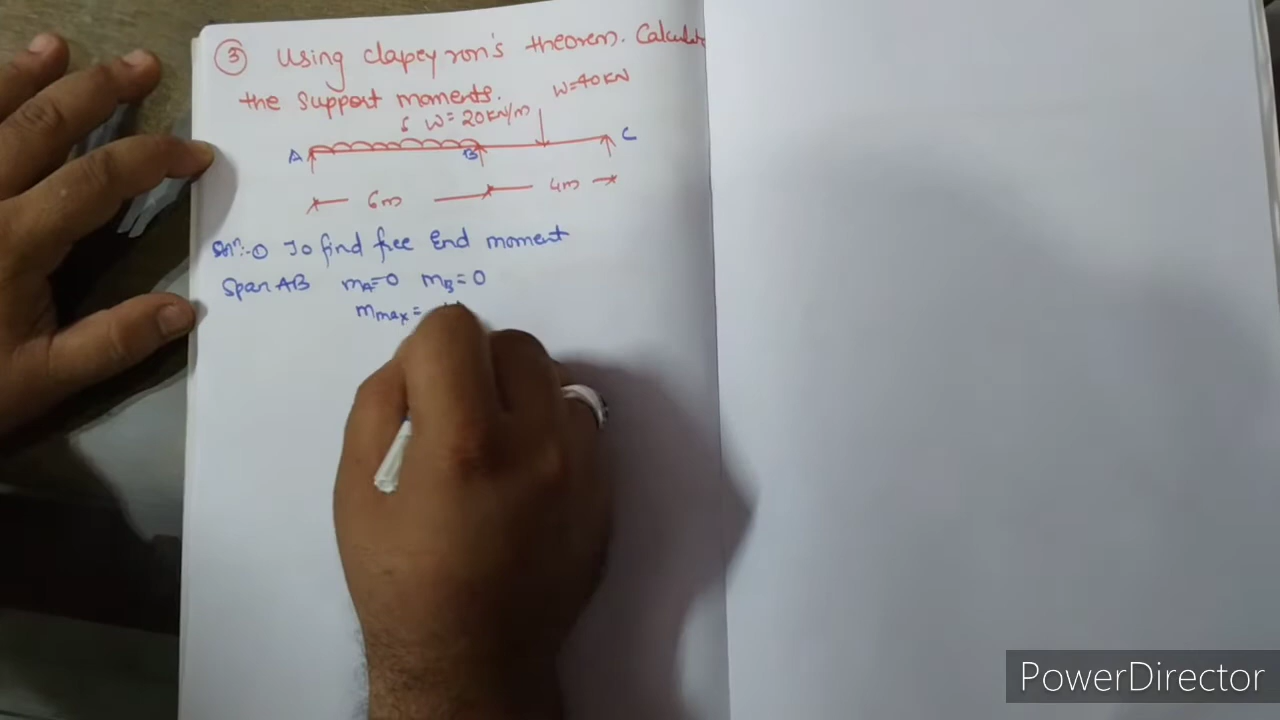 ③ Using Clapeyron's theorem. Calculate
the support moments.
W=40KN
W=20KN/m
A B C
6m 4m
Soln:-① To find free End moment
Span AB MA=0 MB=0
Mmax=
PowerDirector